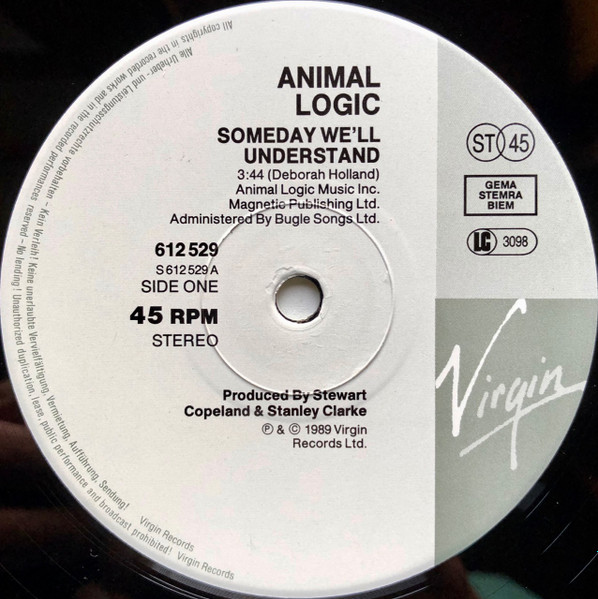 ANIMAL
LOGIC
SOMEDAY WE'LL
UNDERSTAND
3:44 (Deborah Holland)
Animal Logic Music Inc.
Magnetic Publishing Ltd.
Administered By Bugle Songs Ltd.
612 529
S 612 529 A
SIDE ONE
45 RPM
STEREO
Produced By Stewart
Copeland & Stanley Clarke
℗ & © 1989 Virgin
Records Ltd.
ST 45
GEMA
STEMRA
BIEM
LC 3098
Virgin
Alle Urheber- und Leistungsschutzrechte vorbehalten – Kein Verleih! Keine unerlaubte Vervielfältigung, Vermietung, Aufführung, Sendung! Virgin Records
All copyrights in the recorded works and in the recorded performances reserved – No lending! Unauthorized duplication, lease, public performance and broadcast prohibited! Virgin Records